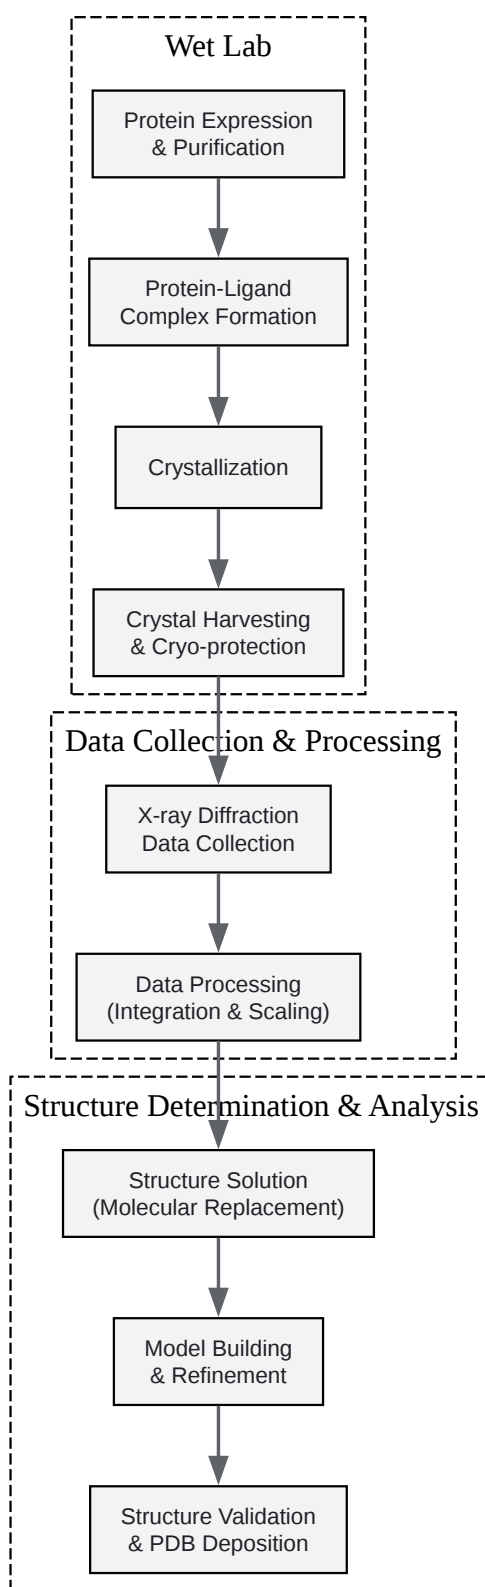 Wet Lab
Protein Expression
& Purification
Protein-Ligand
Complex Formation
Crystallization
Crystal Harvesting
& Cryo-protection
Data Collection & Processing
X-ray Diffraction
Data Collection
Data Processing
(Integration & Scaling)
Structure Determination & Analysis
Structure Solution
(Molecular Replacement)
Model Building
& Refinement
Structure Validation
& PDB Deposition